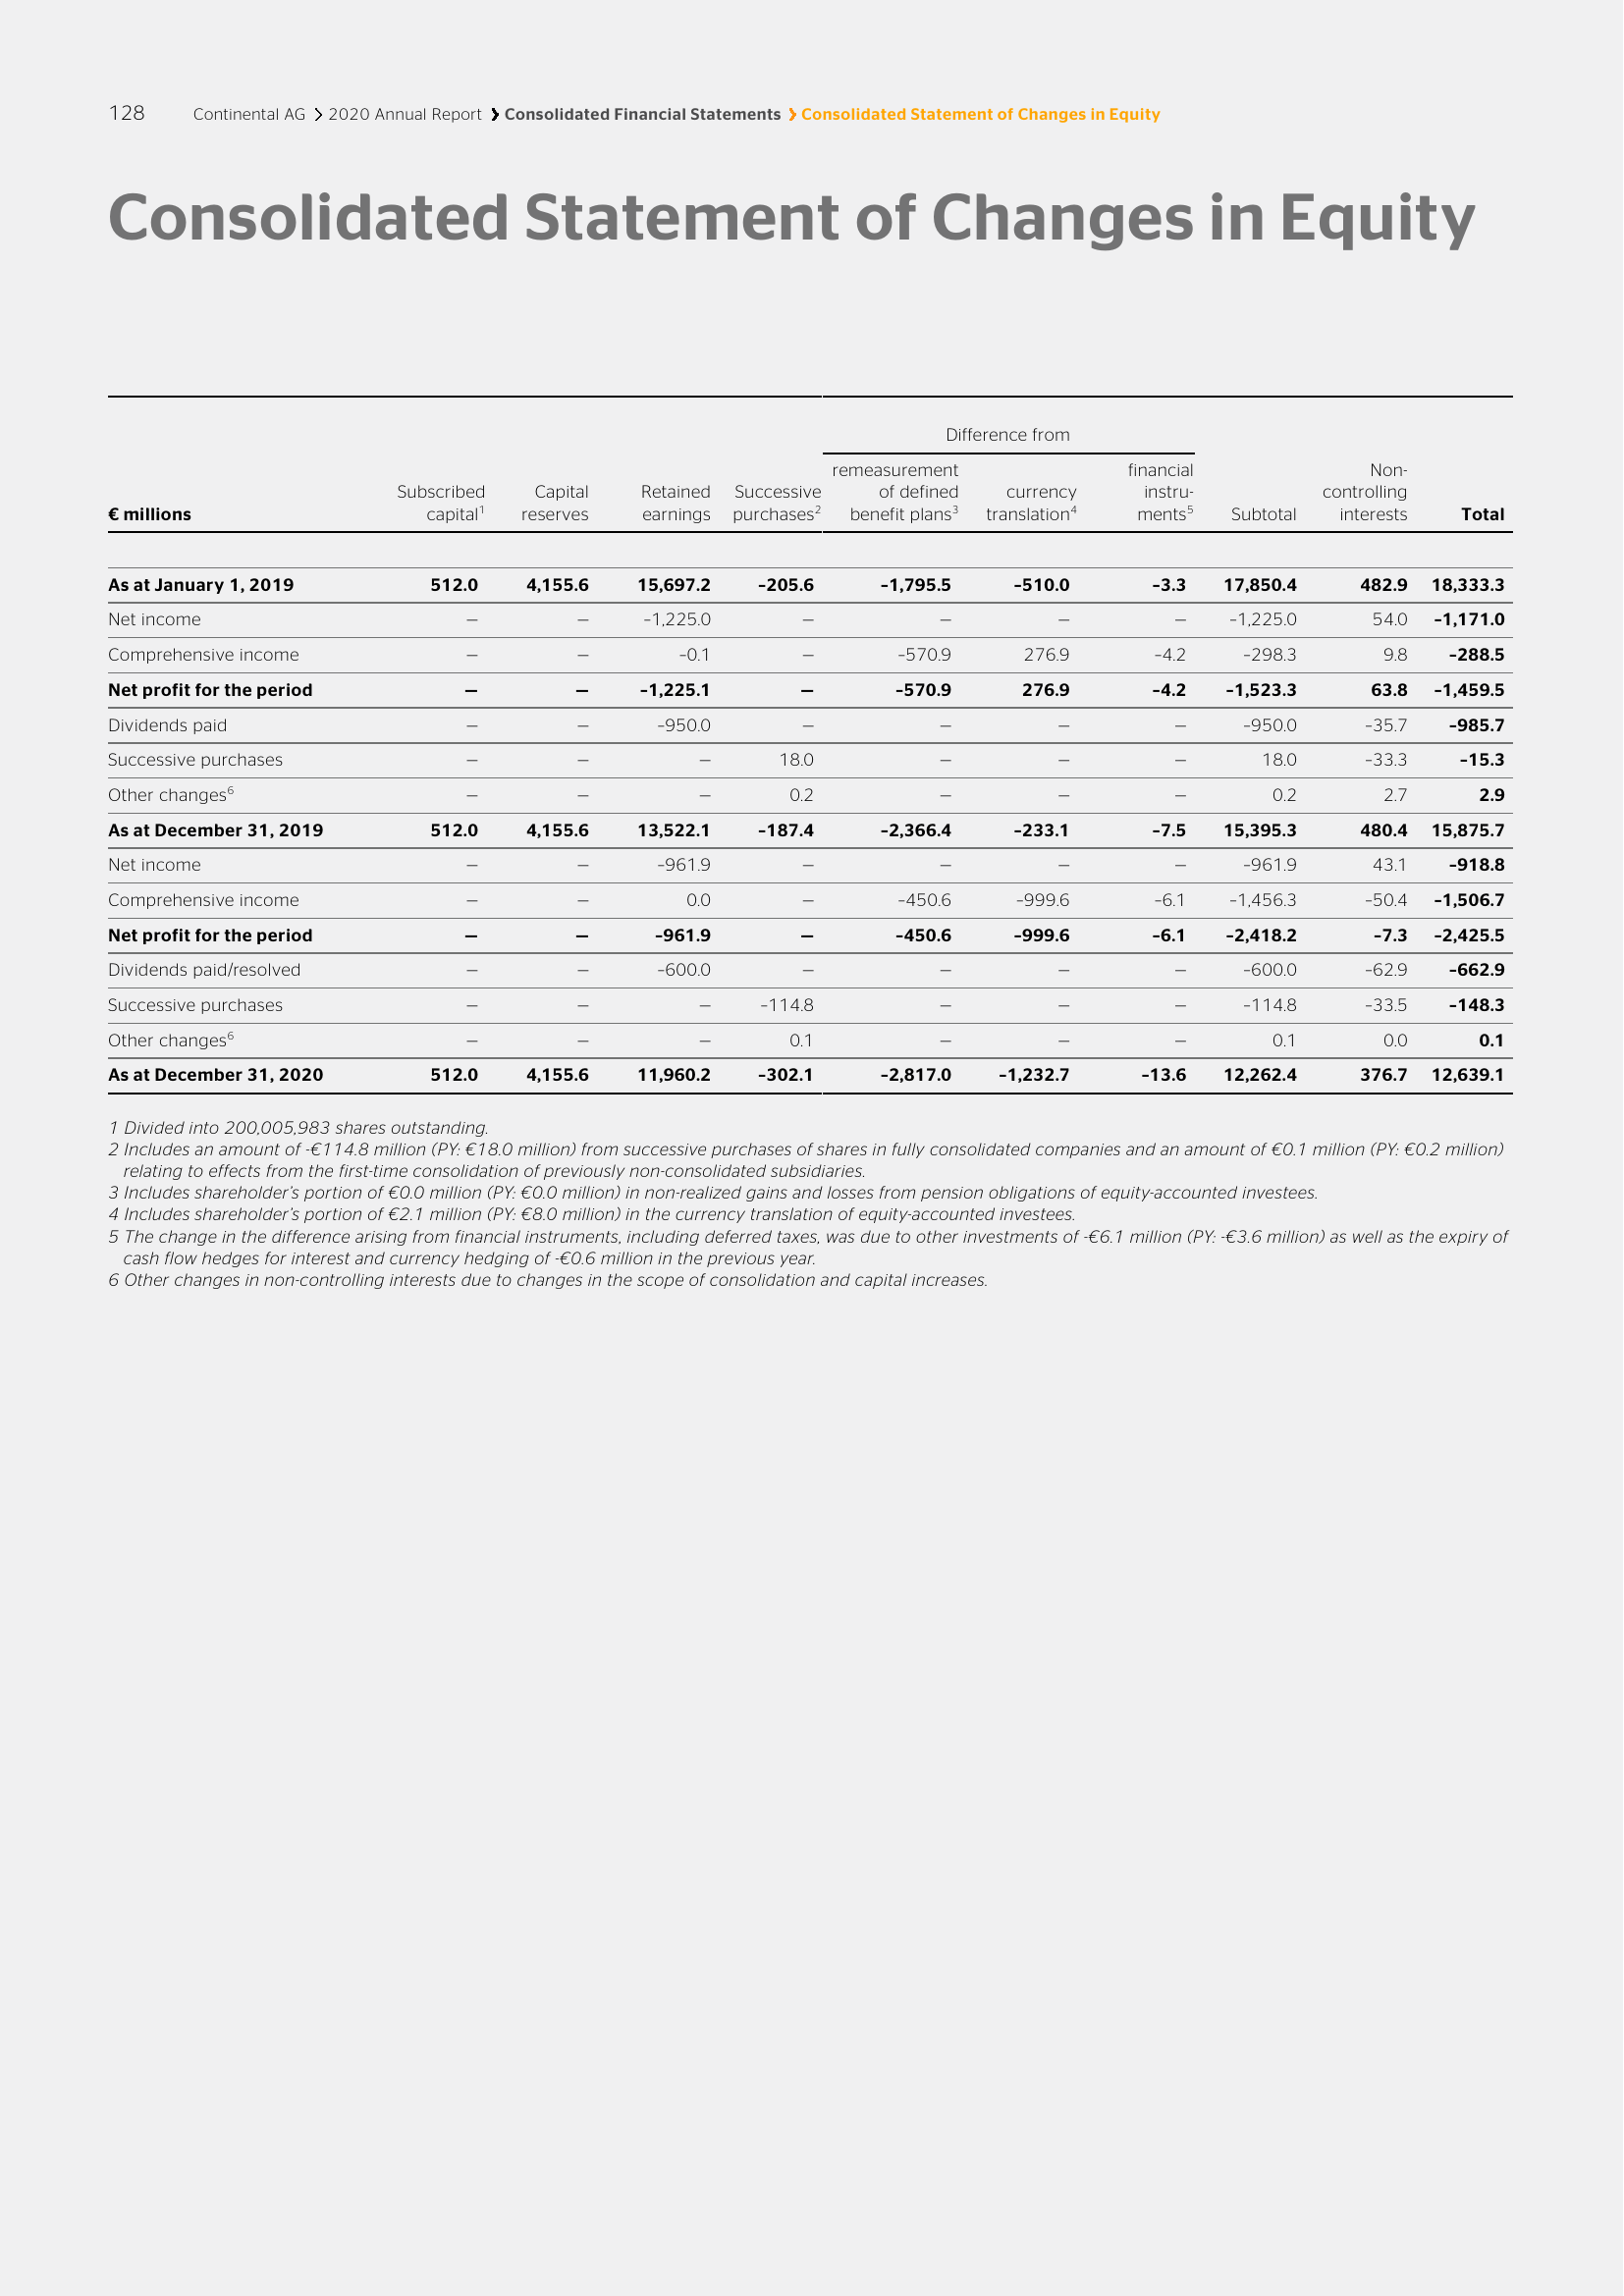 128 Continental AG > 2020 Annual Report > Consolidated Financial Statements > Consolidated Statement of Changes in Equity
Consolidated Statement of Changes in Equity
Difference from
€ millions Subscribed capital¹ Capital reserves Retained earnings Successive purchases² remeasurement of defined benefit plans³ currency translation⁴ financial instru-ments⁵ Subtotal Non-controlling interests Total
As at January 1, 2019 512.0 4,155.6 15,697.2 –205.6 –1,795.5 –510.0 –3.3 17,850.4 482.9 18,333.3
Net income — — –1,225.0 — — — — –1,225.0 54.0 –1,171.0
Comprehensive income — — –0.1 — –570.9 276.9 –4.2 –298.3 9.8 –288.5
Net profit for the period — — –1,225.1 — –570.9 276.9 –4.2 –1,523.3 63.8 –1,459.5
Dividends paid — — –950.0 — — — — –950.0 –35.7 –985.7
Successive purchases — — — 18.0 — — — 18.0 –33.3 –15.3
Other changes⁶ — — — 0.2 — — — 0.2 2.7 2.9
As at December 31, 2019 512.0 4,155.6 13,522.1 –187.4 –2,366.4 –233.1 –7.5 15,395.3 480.4 15,875.7
Net income — — –961.9 — — — — –961.9 43.1 –918.8
Comprehensive income — — 0.0 — –450.6 –999.6 –6.1 –1,456.3 –50.4 –1,506.7
Net profit for the period — — –961.9 — –450.6 –999.6 –6.1 –2,418.2 –7.3 –2,425.5
Dividends paid/resolved — — –600.0 — — — — –600.0 –62.9 –662.9
Successive purchases — — — –114.8 — — — –114.8 –33.5 –148.3
Other changes⁶ — — — 0.1 — — — 0.1 0.0 0.1
As at December 31, 2020 512.0 4,155.6 11,960.2 –302.1 –2,817.0 –1,232.7 –13.6 12,262.4 376.7 12,639.1
1 Divided into 200,005,983 shares outstanding.
2 Includes an amount of -€114.8 million (PY: €18.0 million) from successive purchases of shares in fully consolidated companies and an amount of €0.1 million (PY: €0.2 million)
relating to effects from the first-time consolidation of previously non-consolidated subsidiaries.
3 Includes shareholder's portion of €0.0 million (PY: €0.0 million) in non-realized gains and losses from pension obligations of equity-accounted investees.
4 Includes shareholder's portion of €2.1 million (PY: €8.0 million) in the currency translation of equity-accounted investees.
5 The change in the difference arising from financial instruments, including deferred taxes, was due to other investments of -€6.1 million (PY: -€3.6 million) as well as the expiry of
cash flow hedges for interest and currency hedging of -€0.6 million in the previous year.
6 Other changes in non-controlling interests due to changes in the scope of consolidation and capital increases.